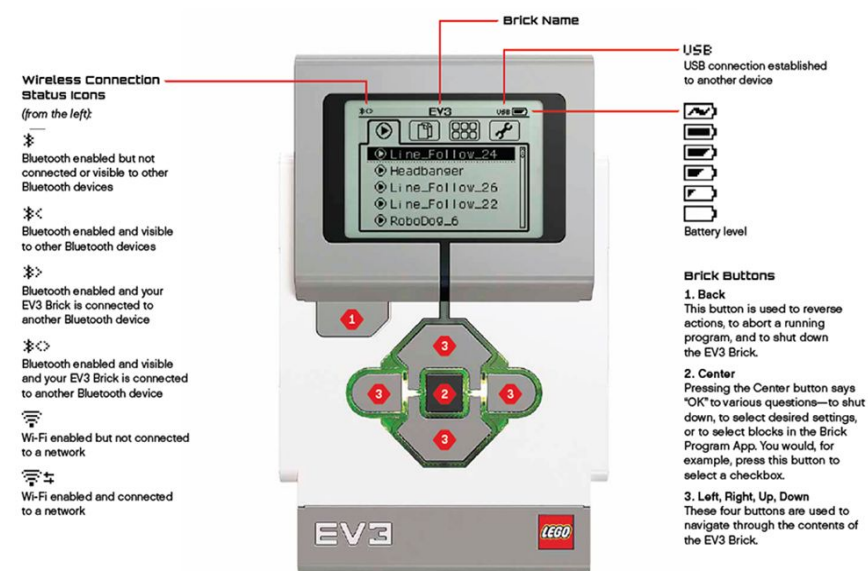 Brick Name
Wireless Connection
Status Icons
(from the left):
Bluetooth enabled but not
connected or visible to other
Bluetooth devices
Bluetooth enabled and visible
to other Bluetooth devices
Bluetooth enabled and your
EV3 Brick is connected to
another Bluetooth device
Bluetooth enabled and visible
and your EV3 Brick is connected
to another Bluetooth device
Wi-Fi enabled but not connected
to a network
Wi-Fi enabled and connected
to a network
EV3
USB
Line_Follow_24
Headbanger
Line_Follow_26
Line_Follow_22
RoboDog_6
1
3
3
2
3
3
EV3
LEGO
USB
USB connection established
to another device
Battery level
Brick Buttons
1. Back
This button is used to reverse
actions, to abort a running
program, and to shut down
the EV3 Brick.
2. Center
Pressing the Center button says
"OK" to various questions—to shut
down, to select desired settings,
or to select blocks in the Brick
Program App. You would, for
example, press this button to
select a checkbox.
3. Left, Right, Up, Down
These four buttons are used to
navigate through the contents of
the EV3 Brick.